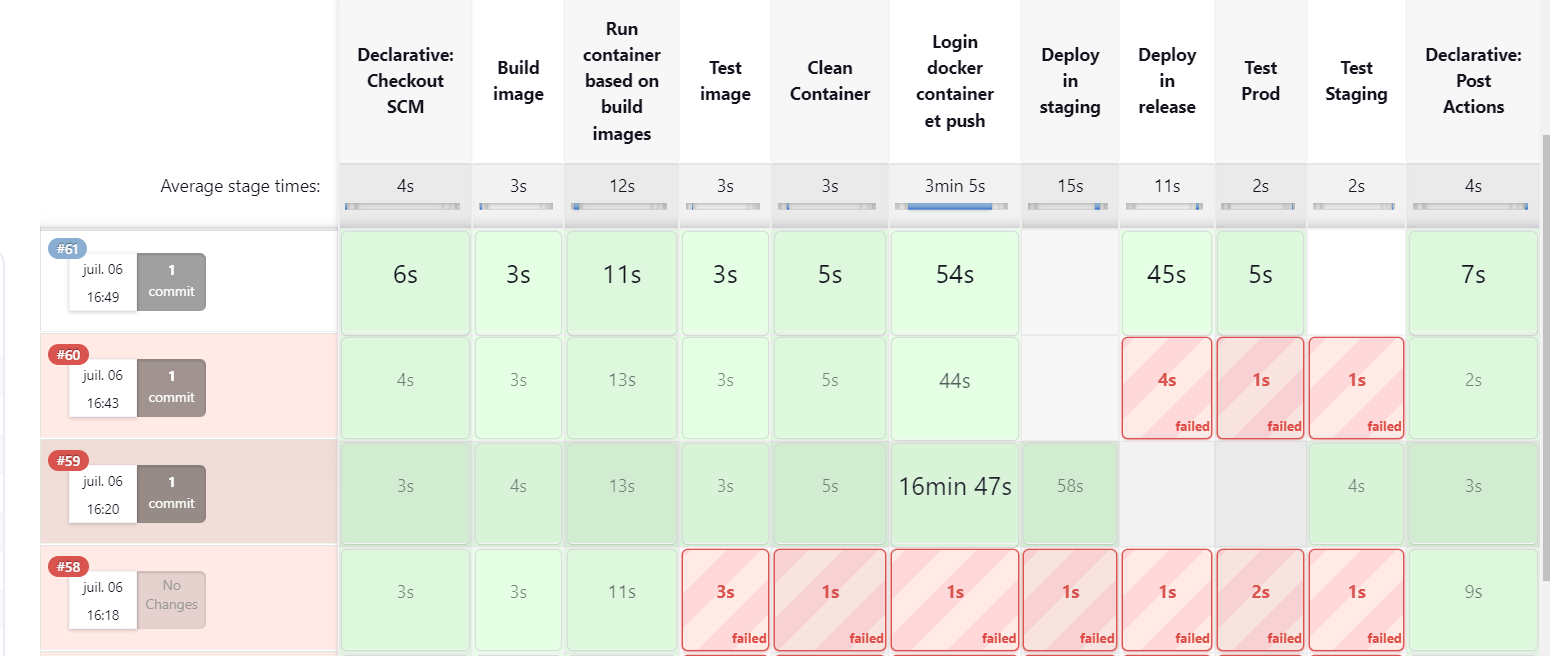 Declarative:
Checkout
SCM
Build
image
Run
container
based on
build
images
Test
image
Clean
Container
Login
docker
container
et push
Deploy
in
staging
Deploy
in
release
Test
Prod
Test
Staging
Declarative:
Post
Actions
Average stage times: 4s 3s 12s 3s 3s 3min 5s 15s 11s 2s 2s 4s
#61
juil. 06
16:49
1
commit
6s 3s 11s 3s 5s 54s 45s 5s 7s
#60
juil. 06
16:43
1
commit
4s 3s 13s 3s 5s 44s 4s 1s 1s 2s
failed failed failed
#59
juil. 06
16:20
1
commit
3s 4s 13s 3s 5s 16min 47s 58s 4s 3s
#58
juil. 06
16:18
No
Changes
3s 3s 11s 3s 1s 1s 1s 1s 2s 1s 9s
failed failed failed failed failed failed failed